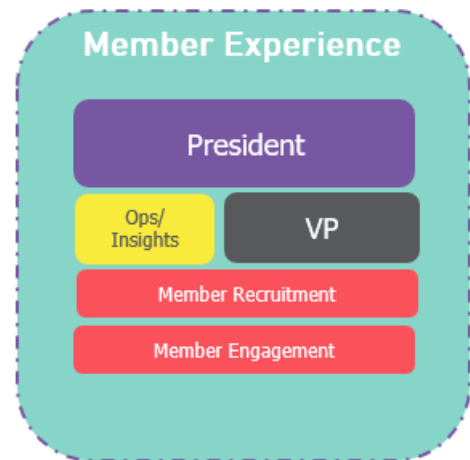 Member Experience
President
Ops/
Insights
VP
Member Recruitment
Member Engagement